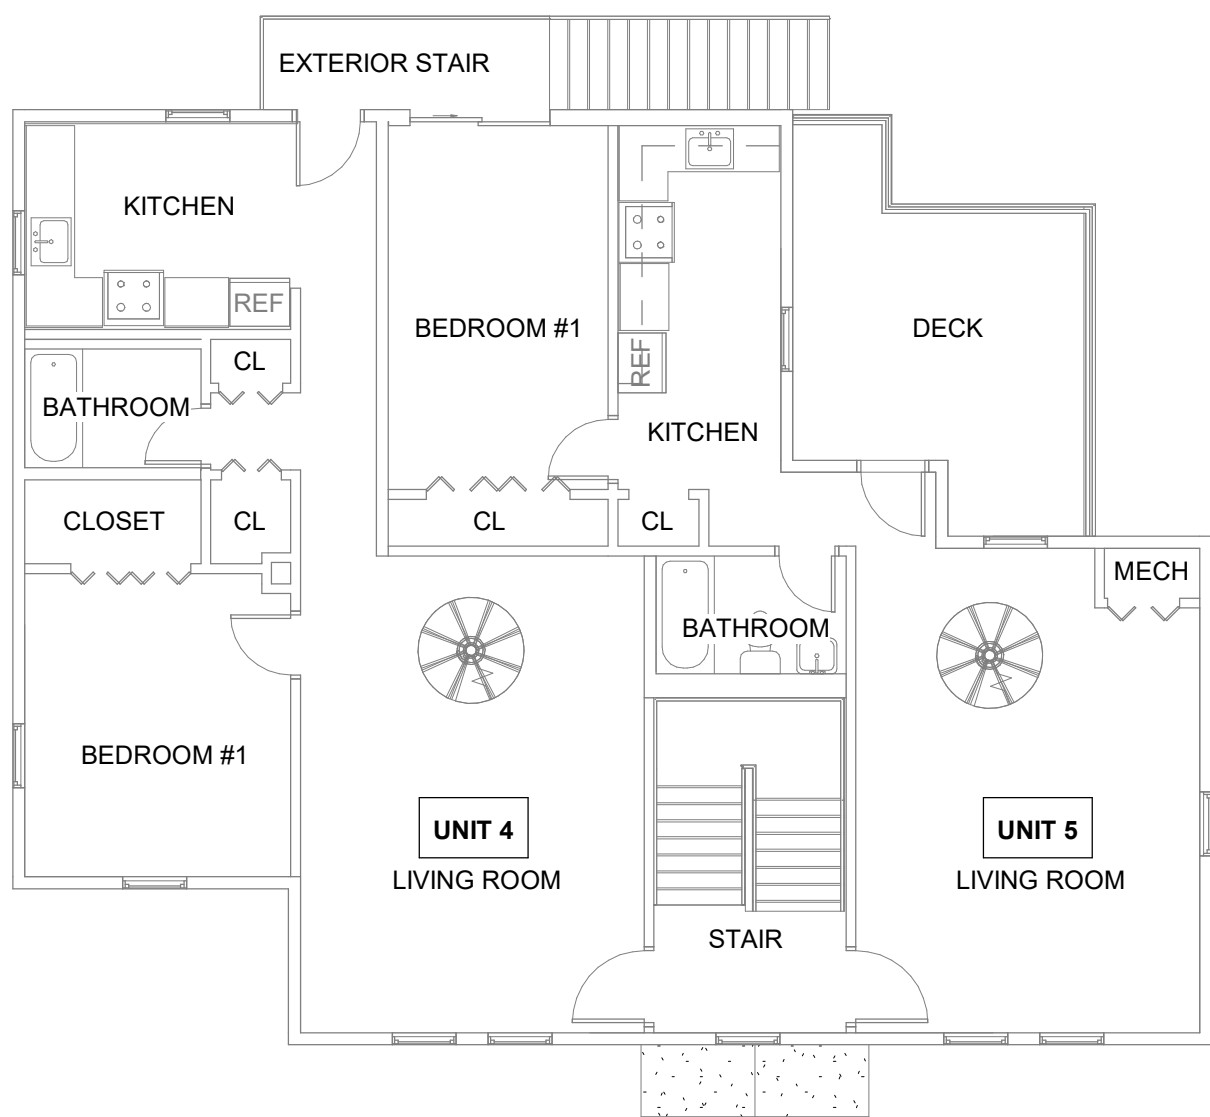 EXTERIOR STAIR
KITCHEN
REF
BEDROOM #1
DECK
REF
CL
BATHROOM
KITCHEN
CLOSET
CL
CL
CL
MECH
BATHROOM
BEDROOM #1
UNIT 4
UNIT 5
LIVING ROOM
LIVING ROOM
STAIR